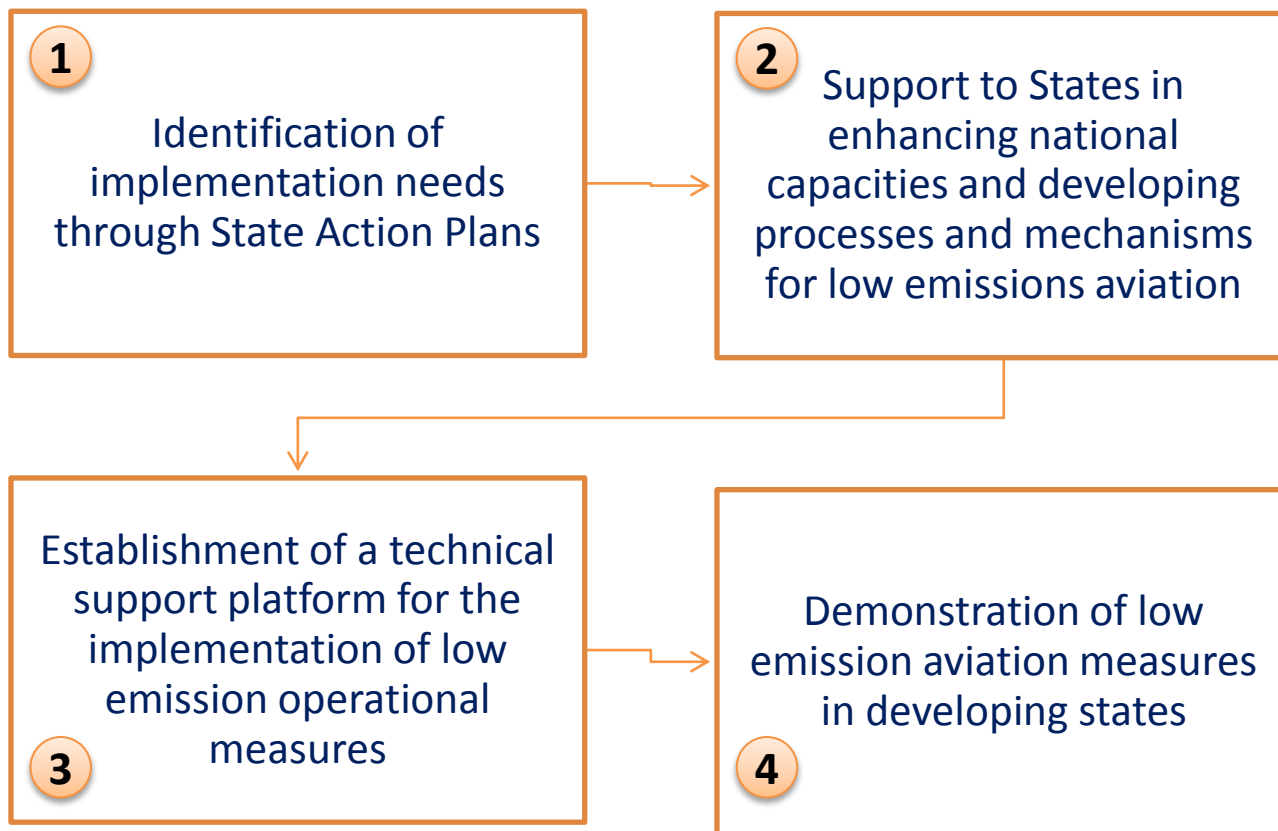 1
Identification of
implementation needs
through State Action Plans
2
Support to States in
enhancing national
capacities and developing
processes and mechanisms
for low emissions aviation
Establishment of a technical
support platform for the
implementation of low
emission operational
measures
3
Demonstration of low
emission aviation measures
in developing states
4